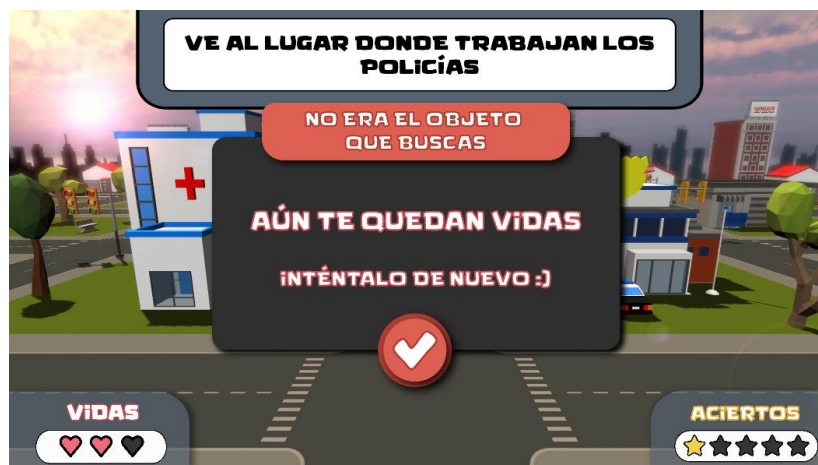 VE AL LUGAR DONDE TRABAJAN LOS
POLICÍAS
NO ERA EL OBJETO
QUE BUSCAS
AÚN TE QUEDAN ViDAS
iNTÉNTALO DE NUEVO :)
ViDAS
ACiERTOS